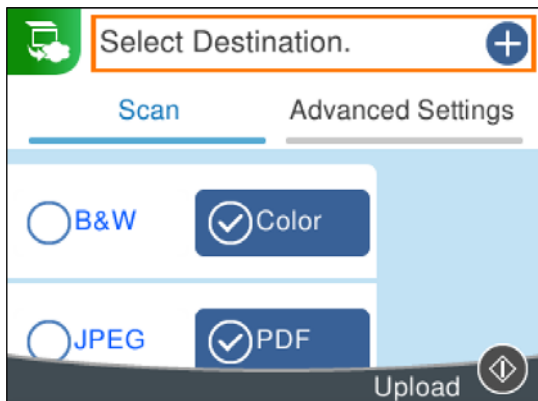 Select Destination.
Scan Advanced Settings
B&W Color
JPEG PDF
Upload